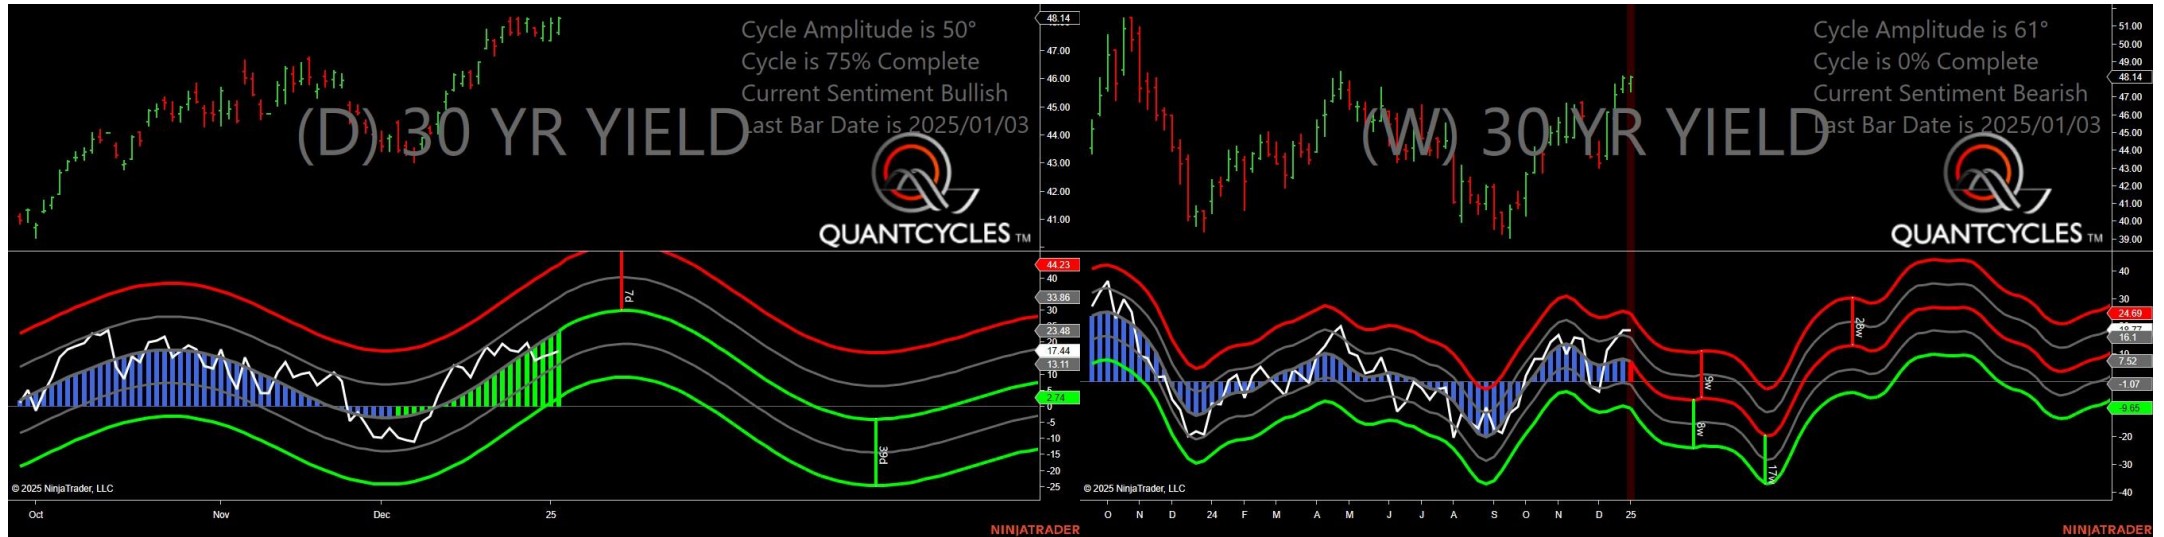 Cycle Amplitude is 50°
Cycle is 75% Complete
Current Sentiment Bullish
Last Bar Date is 2025/01/03
(D) 30 YR YIELD
QUANTCYCLES TM
48.14
47.00
46.00
45.00
44.00
43.00
42.00
41.00
44.23
40
33.86
30
23.48
20
17.44
13.11
5
2.74
0
-5
-10
-15
-20
-25
7d
39d
© 2025 NinjaTrader, LLC
Oct
Nov
Dec
25
NINJATRADER
Cycle Amplitude is 61°
Cycle is 0% Complete
Current Sentiment Bearish
Last Bar Date is 2025/01/03
(W) 30 YR YIELD
QUANTCYCLES TM
51.00
50.00
49.00
48.14
47.00
46.00
45.00
44.00
43.00
42.00
41.00
40.00
39.00
40
30
24.69
16.1
7.52
-1.07
-9.65
-20
-30
-40
9w
8w
17w
28w
© 2025 NinjaTrader, LLC
O
N
D
24
F
M
A
M
J
J
A
S
O
N
D
25
NINJATRADER